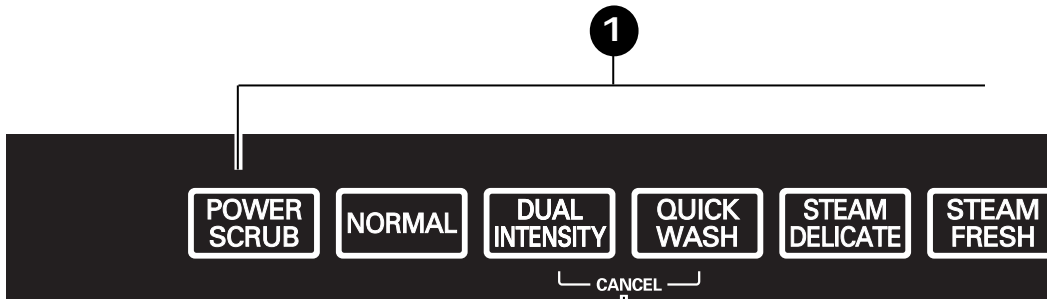 1
POWER
SCRUB
NORMAL
DUAL
INTENSITY
QUICK
WASH
STEAM
DELICATE
STEAM
FRESH
CANCEL